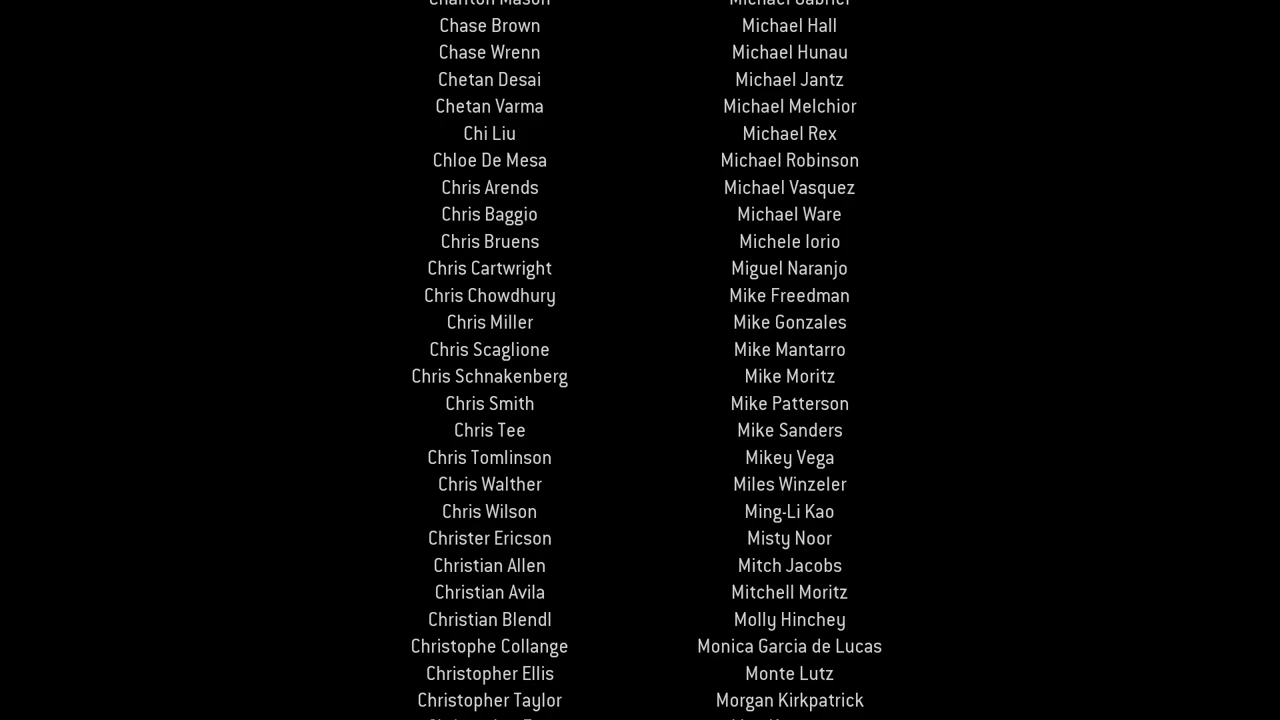 Charlton Mason
Chase Brown
Chase Wrenn
Chetan Desai
Chetan Varma
Chi Liu
Chloe De Mesa
Chris Arends
Chris Baggio
Chris Bruens
Chris Cartwright
Chris Chowdhury
Chris Miller
Chris Scaglione
Chris Schnakenberg
Chris Smith
Chris Tee
Chris Tomlinson
Chris Walther
Chris Wilson
Christer Ericson
Christian Allen
Christian Avila
Christian Blendl
Christophe Collange
Christopher Ellis
Christopher Taylor
Michael Gabriel
Michael Hall
Michael Hunau
Michael Jantz
Michael Melchior
Michael Rex
Michael Robinson
Michael Vasquez
Michael Ware
Michele Iorio
Miguel Naranjo
Mike Freedman
Mike Gonzales
Mike Mantarro
Mike Moritz
Mike Patterson
Mike Sanders
Mikey Vega
Miles Winzeler
Ming-Li Kao
Misty Noor
Mitch Jacobs
Mitchell Moritz
Molly Hinchey
Monica Garcia de Lucas
Monte Lutz
Morgan Kirkpatrick